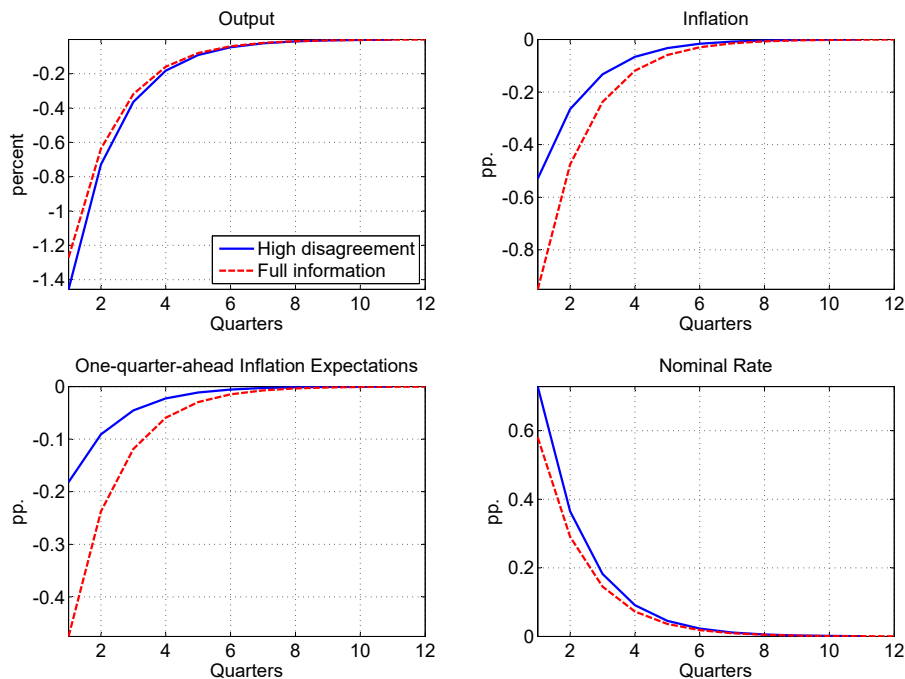 Output
-0.2
-0.4
-0.6
-0.8
-1
-1.2
-1.4
percent
2 4 6 8 10 12
Quarters
High disagreement
Full information
Inflation
0
-0.2
-0.4
-0.6
-0.8
pp.
2 4 6 8 10 12
Quarters
One-quarter-ahead Inflation Expectations
0
-0.1
-0.2
-0.3
-0.4
pp.
2 4 6 8 10 12
Quarters
Nominal Rate
0.6
0.4
0.2
0
pp.
2 4 6 8 10 12
Quarters